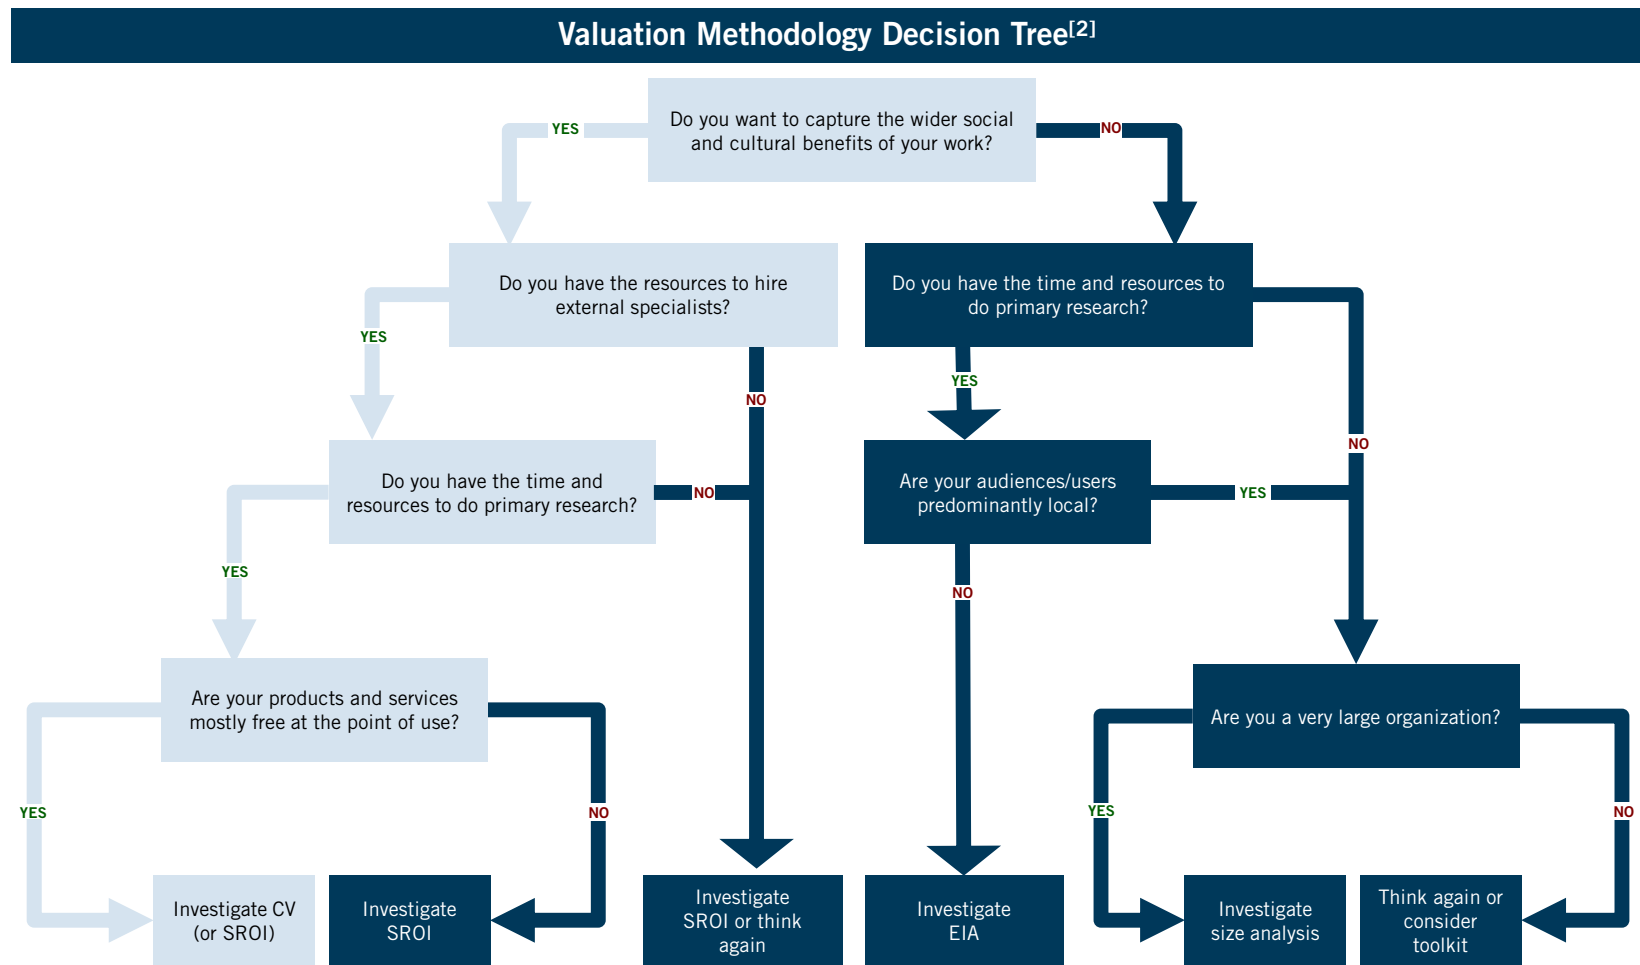 Valuation Methodology Decision Tree[2]
Do you want to capture the wider social
and cultural benefits of your work?
YES
NO
Do you have the resources to hire
external specialists?
Do you have the time and resources to
do primary research?
YES
NO
YES
NO
Do you have the time and
resources to do primary research?
NO
Are your audiences/users
predominantly local?
YES
YES
NO
Are your products and services
mostly free at the point of use?
Are you a very large organization?
YES
NO
YES
NO
Investigate CV
(or SROI)
Investigate
SROI
Investigate
SROI or think
again
Investigate
EIA
Investigate
size analysis
Think again or
consider
toolkit